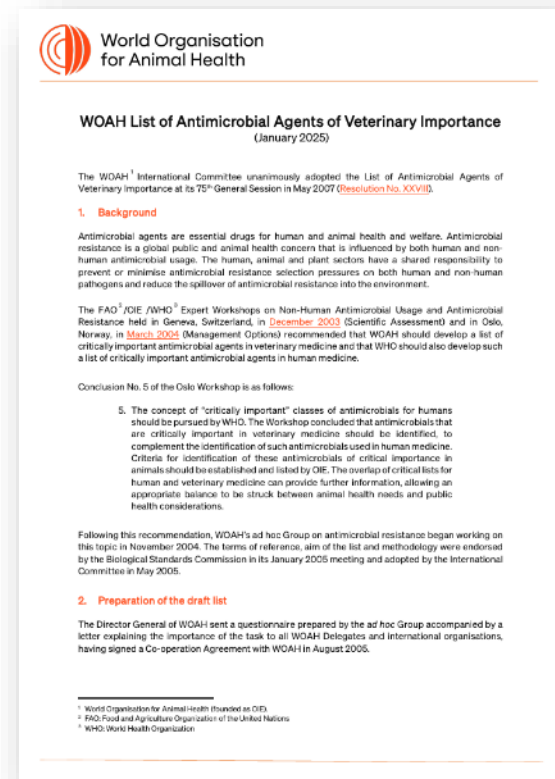 World Organisation
for Animal Health
WOAH List of Antimicrobial Agents of Veterinary Importance
(January 2025)
The WOAH ¹ International Committee unanimously adopted the List of Antimicrobial Agents of
Veterinary Importance at its 75th General Session in May 2007 (Resolution No. XXVIII).
1. Background
Antimicrobial agents are essential drugs for human and animal health and welfare. Antimicrobial
resistance is a global public and animal health concern that is influenced by both human and non-
human antimicrobial usage. The human, animal and plant sectors have a shared responsibility to
prevent or minimise antimicrobial resistance selection pressures on both human and non-human
pathogens and reduce the spillover of antimicrobial resistance into the environment.
The FAO²/OIE /WHO³ Expert Workshops on Non-Human Antimicrobial Usage and Antimicrobial
Resistance held in Geneva, Switzerland, in December 2003 (Scientific Assessment) and in Oslo,
Norway, in March 2004 (Management Options) recommended that WOAH should develop a list of
critically important antimicrobial agents in veterinary medicine and that WHO should also develop such
a list of critically important antimicrobial agents in human medicine.
Conclusion No. 5 of the Oslo Workshop is as follows:
5. The concept of "critically important" classes of antimicrobials for humans
should be pursued by WHO. The Workshop concluded that antimicrobials that
are critically important in veterinary medicine should be identified, to
complement the identification of such antimicrobials used in human medicine.
Criteria for identification of these antimicrobials of critical importance in
animals should be established and listed by OIE. The overlap of critical lists for
human and veterinary medicine can provide further information, allowing an
appropriate balance to be struck between animal health needs and public
health considerations.
Following this recommendation, WOAH's ad hoc Group on antimicrobial resistance began working on
this topic in November 2004. The terms of reference, aim of the list and methodology were endorsed
by the Biological Standards Commission in its January 2005 meeting and adopted by the International
Committee in May 2005.
2. Preparation of the draft list
The Director General of WOAH sent a questionnaire prepared by the ad hoc Group accompanied by a
letter explaining the importance of the task to all WOAH Delegates and international organisations,
having signed a Co-operation Agreement with WOAH in August 2005.
¹ World Organisation for Animal Health (founded as OIE).
² FAO: Food and Agriculture Organization of the United Nations
³ WHO: World Health Organization